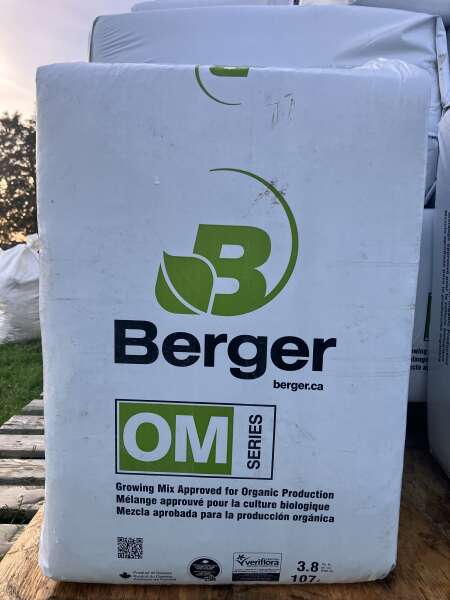 B
Berger
berger.ca
OM
SERIES
Growing Mix Approved for Organic Production
Mélange approuvé pour la culture biologique
Mezcla aprobada para la producción orgánica
veriflora
3.8
107